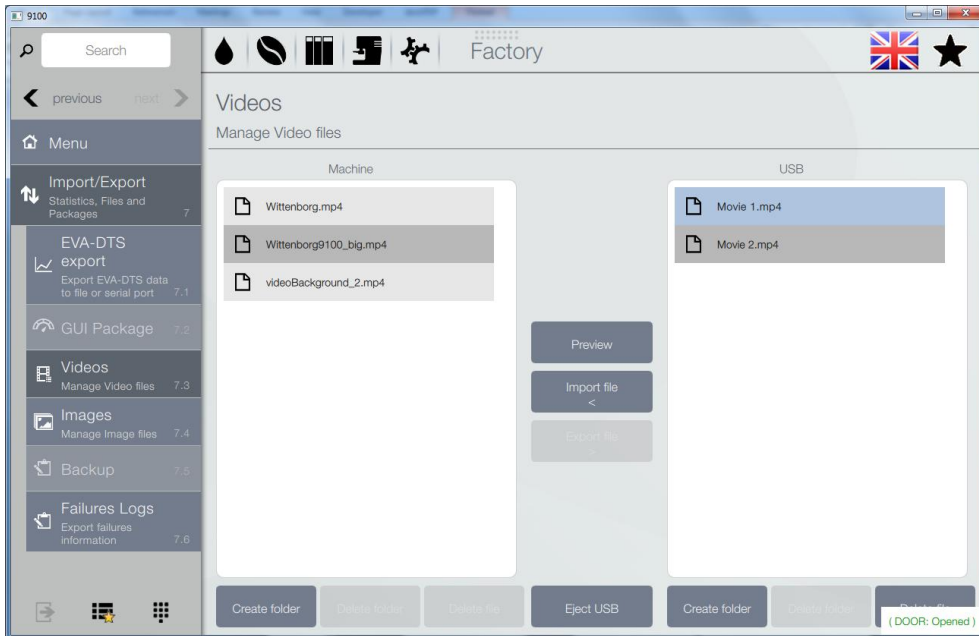 9100
Search
Factory
previous next
Menu
Import/Export
Statistics, Files and
Packages 7
EVA-DTS
export
Export EVA-DTS data
to file or serial port 7.1
GUI Package 7.2
Videos
Manage Video files 7.3
Images
Manage Image files 7.4
Backup 7.5
Failures Logs
Export failures
information 7.6
Videos
Manage Video files
Machine
Wittenborg.mp4
Wittenborg9100_big.mp4
videoBackground_2.mp4
Preview
Import file
<
Export file
>
USB
Movie 1.mp4
Movie 2.mp4
Create folder
Delete folder
Delete file
Eject USB
Create folder
Delete folder
Delete file
( DOOR: Opened )